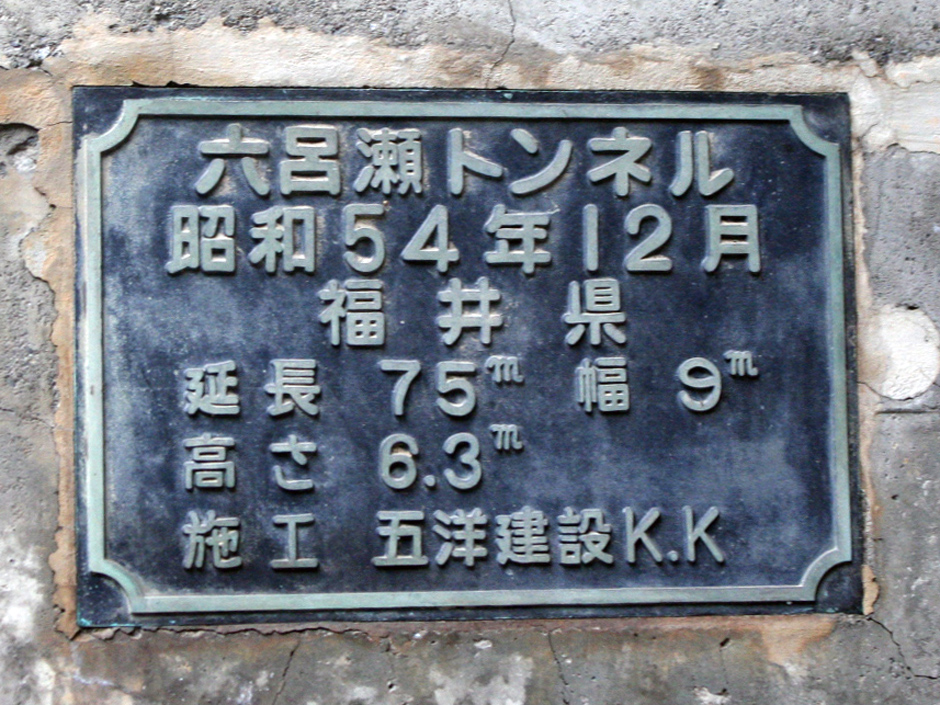 六呂瀬トンネル
昭和54年12月
福井県
延長 75m 幅 9m
高さ 6.3m
施工 五洋建設K.K